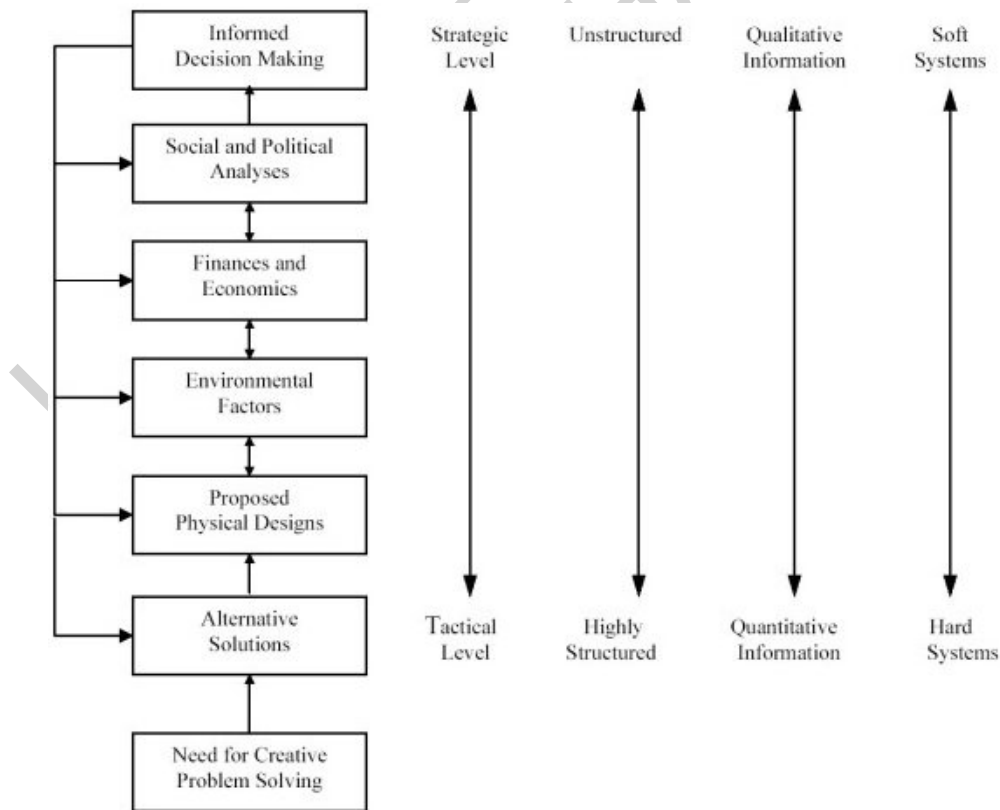 Informed
Decision Making
Social and Political
Analyses
Finances and
Economics
Environmental
Factors
Proposed
Physical Designs
Alternative
Solutions
Need for Creative
Problem Solving
Strategic
Level
Unstructured
Qualitative
Information
Soft
Systems
Tactical
Level
Highly
Structured
Quantitative
Information
Hard
Systems